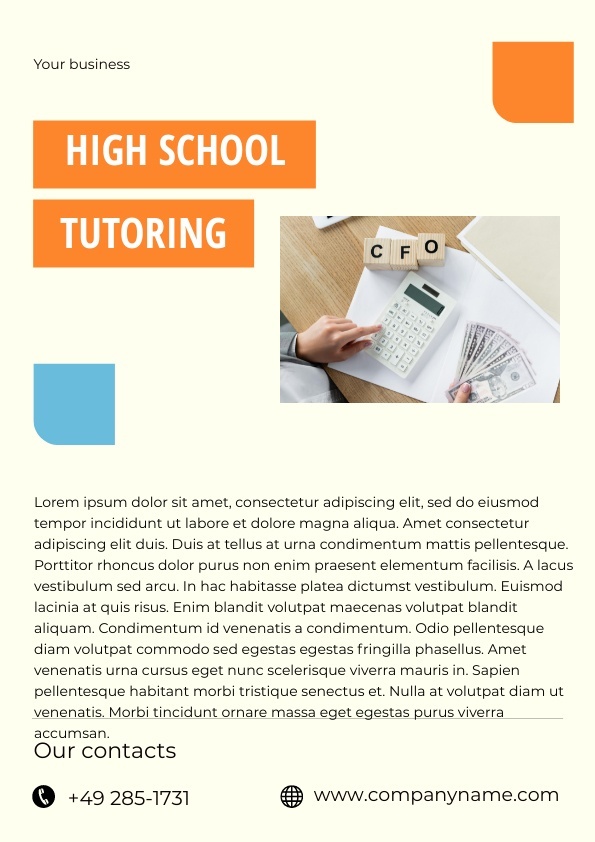 Your business
HIGH SCHOOL
TUTORING
C F O
Lorem ipsum dolor sit amet, consectetur adipiscing elit, sed do eiusmod
tempor incididunt ut labore et dolore magna aliqua. Amet consectetur
adipiscing elit duis. Duis at tellus at urna condimentum mattis pellentesque.
Porttitor rhoncus dolor purus non enim praesent elementum facilisis. A lacus
vestibulum sed arcu. In hac habitasse platea dictumst vestibulum. Euismod
lacinia at quis risus. Enim blandit volutpat maecenas volutpat blandit
aliquam. Condimentum id venenatis a condimentum. Odio pellentesque
diam volutpat commodo sed egestas egestas fringilla phasellus. Amet
venenatis urna cursus eget nunc scelerisque viverra mauris in. Sapien
pellentesque habitant morbi tristique senectus et. Nulla at volutpat diam ut
venenatis. Morbi tincidunt ornare massa eget egestas purus viverra
accumsan.
Our contacts
+49 285-1731
www.companyname.com